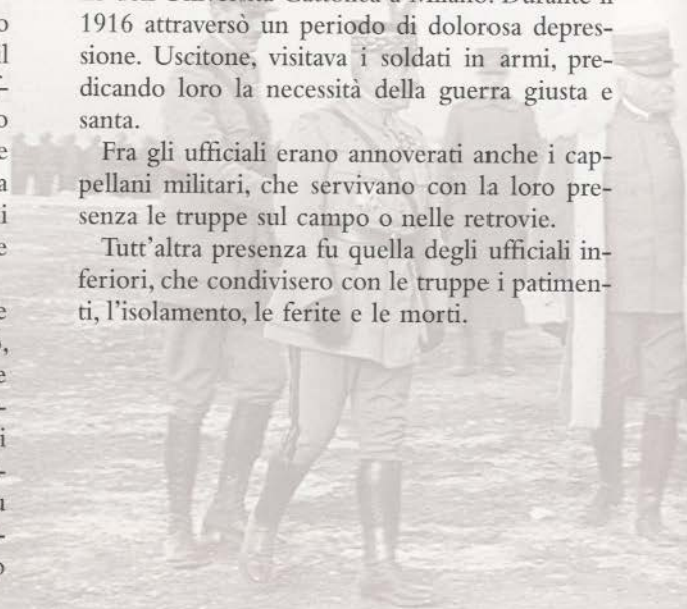 1916 attraversò un periodo di dolorosa depres-
sione. Uscitone, visitava i soldati in armi, pre-
dicando loro la necessità della guerra giusta e
santa.
Fra gli ufficiali erano annoverati anche i cap-
pellani militari, che servivano con la loro pre-
senza le truppe sul campo o nelle retrovie.
Tutt'altra presenza fu quella degli ufficiali in-
feriori, che condivisero con le truppe i patimen-
ti, l'isolamento, le ferite e le morti.